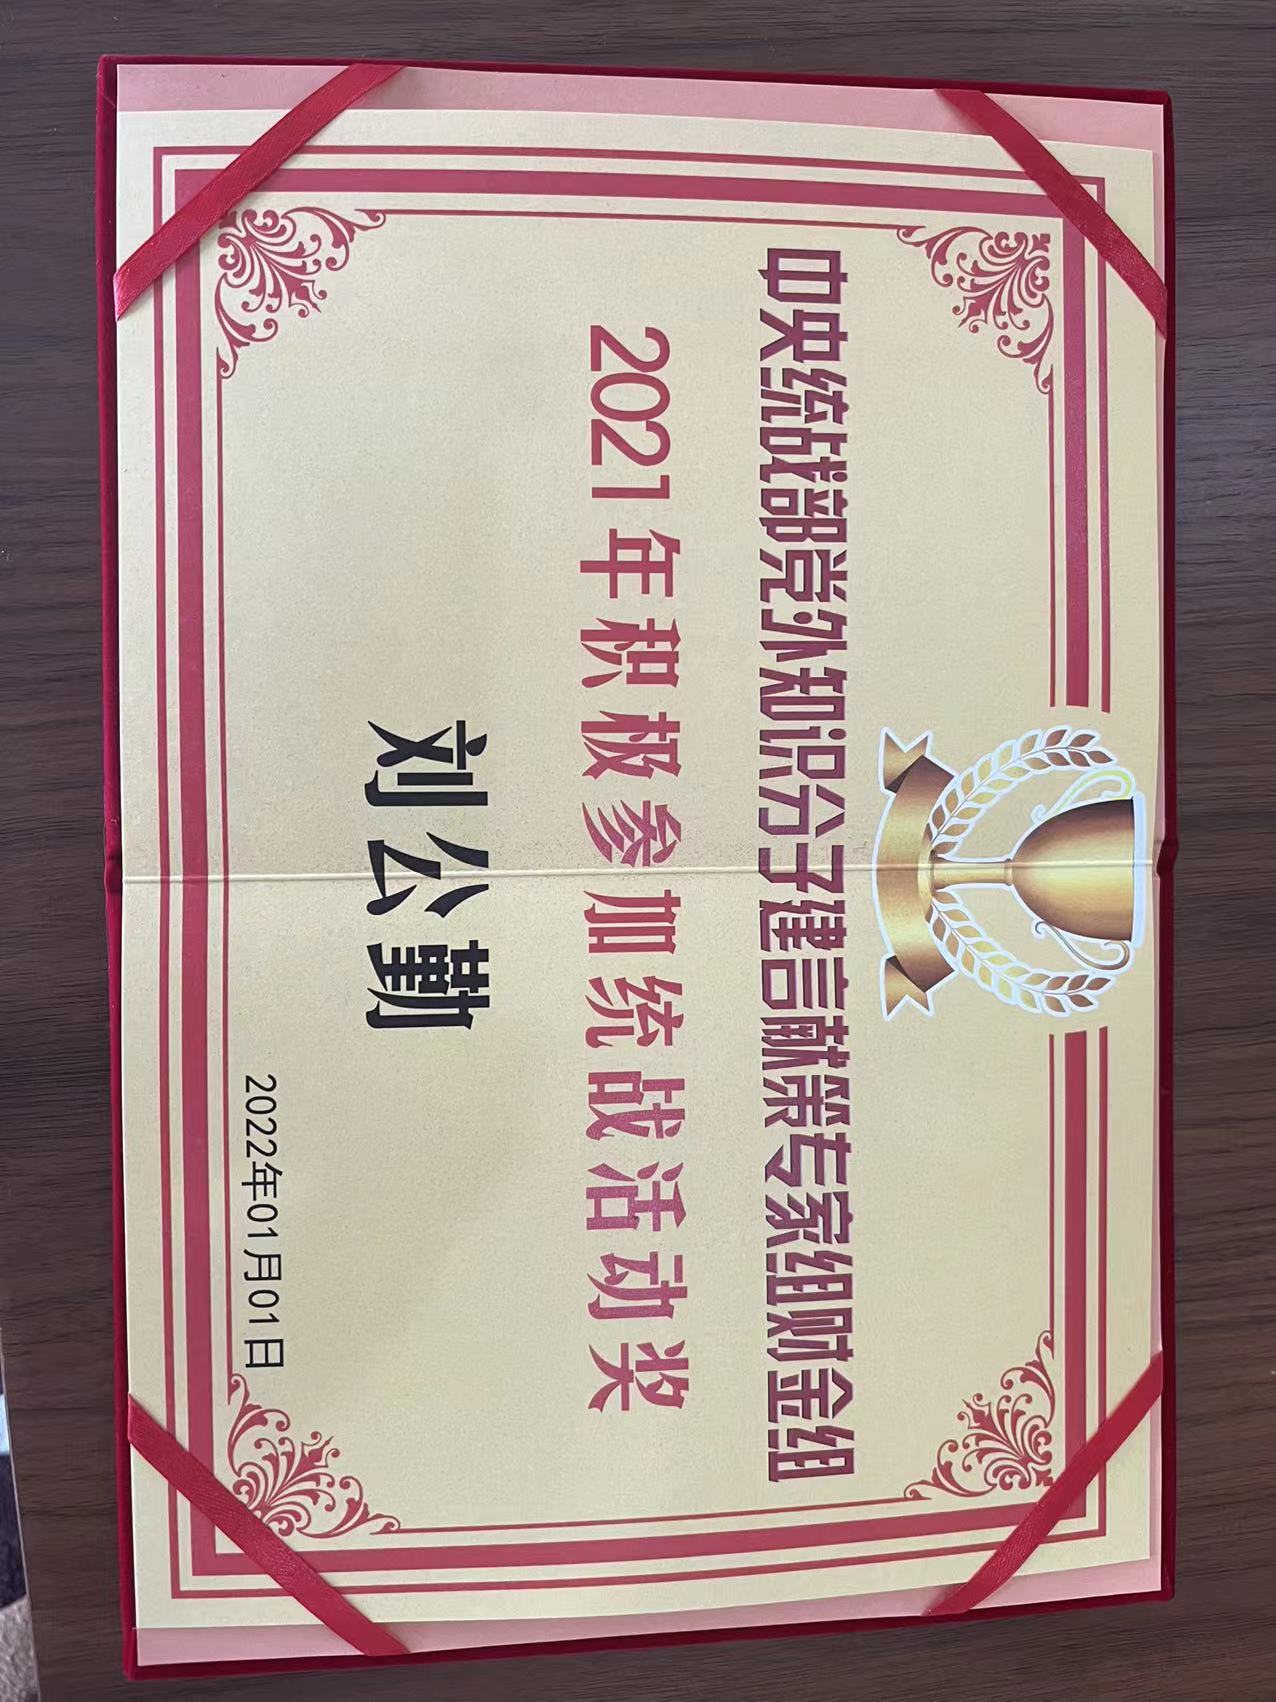 中央统战部党外知识分子建言献策专家组财金组
2021年积极参加统战活动奖
刘公勤
2022年01月01日